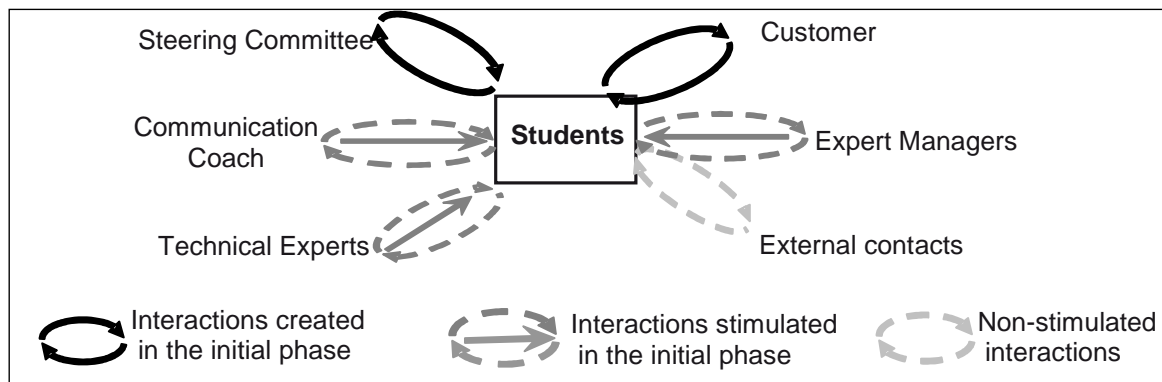 Steering Committee
Customer
Communication
Coach
Students
Expert Managers
Technical Experts
External contacts
Interactions created
in the initial phase
Interactions stimulated
in the initial phase
Non-stimulated
interactions